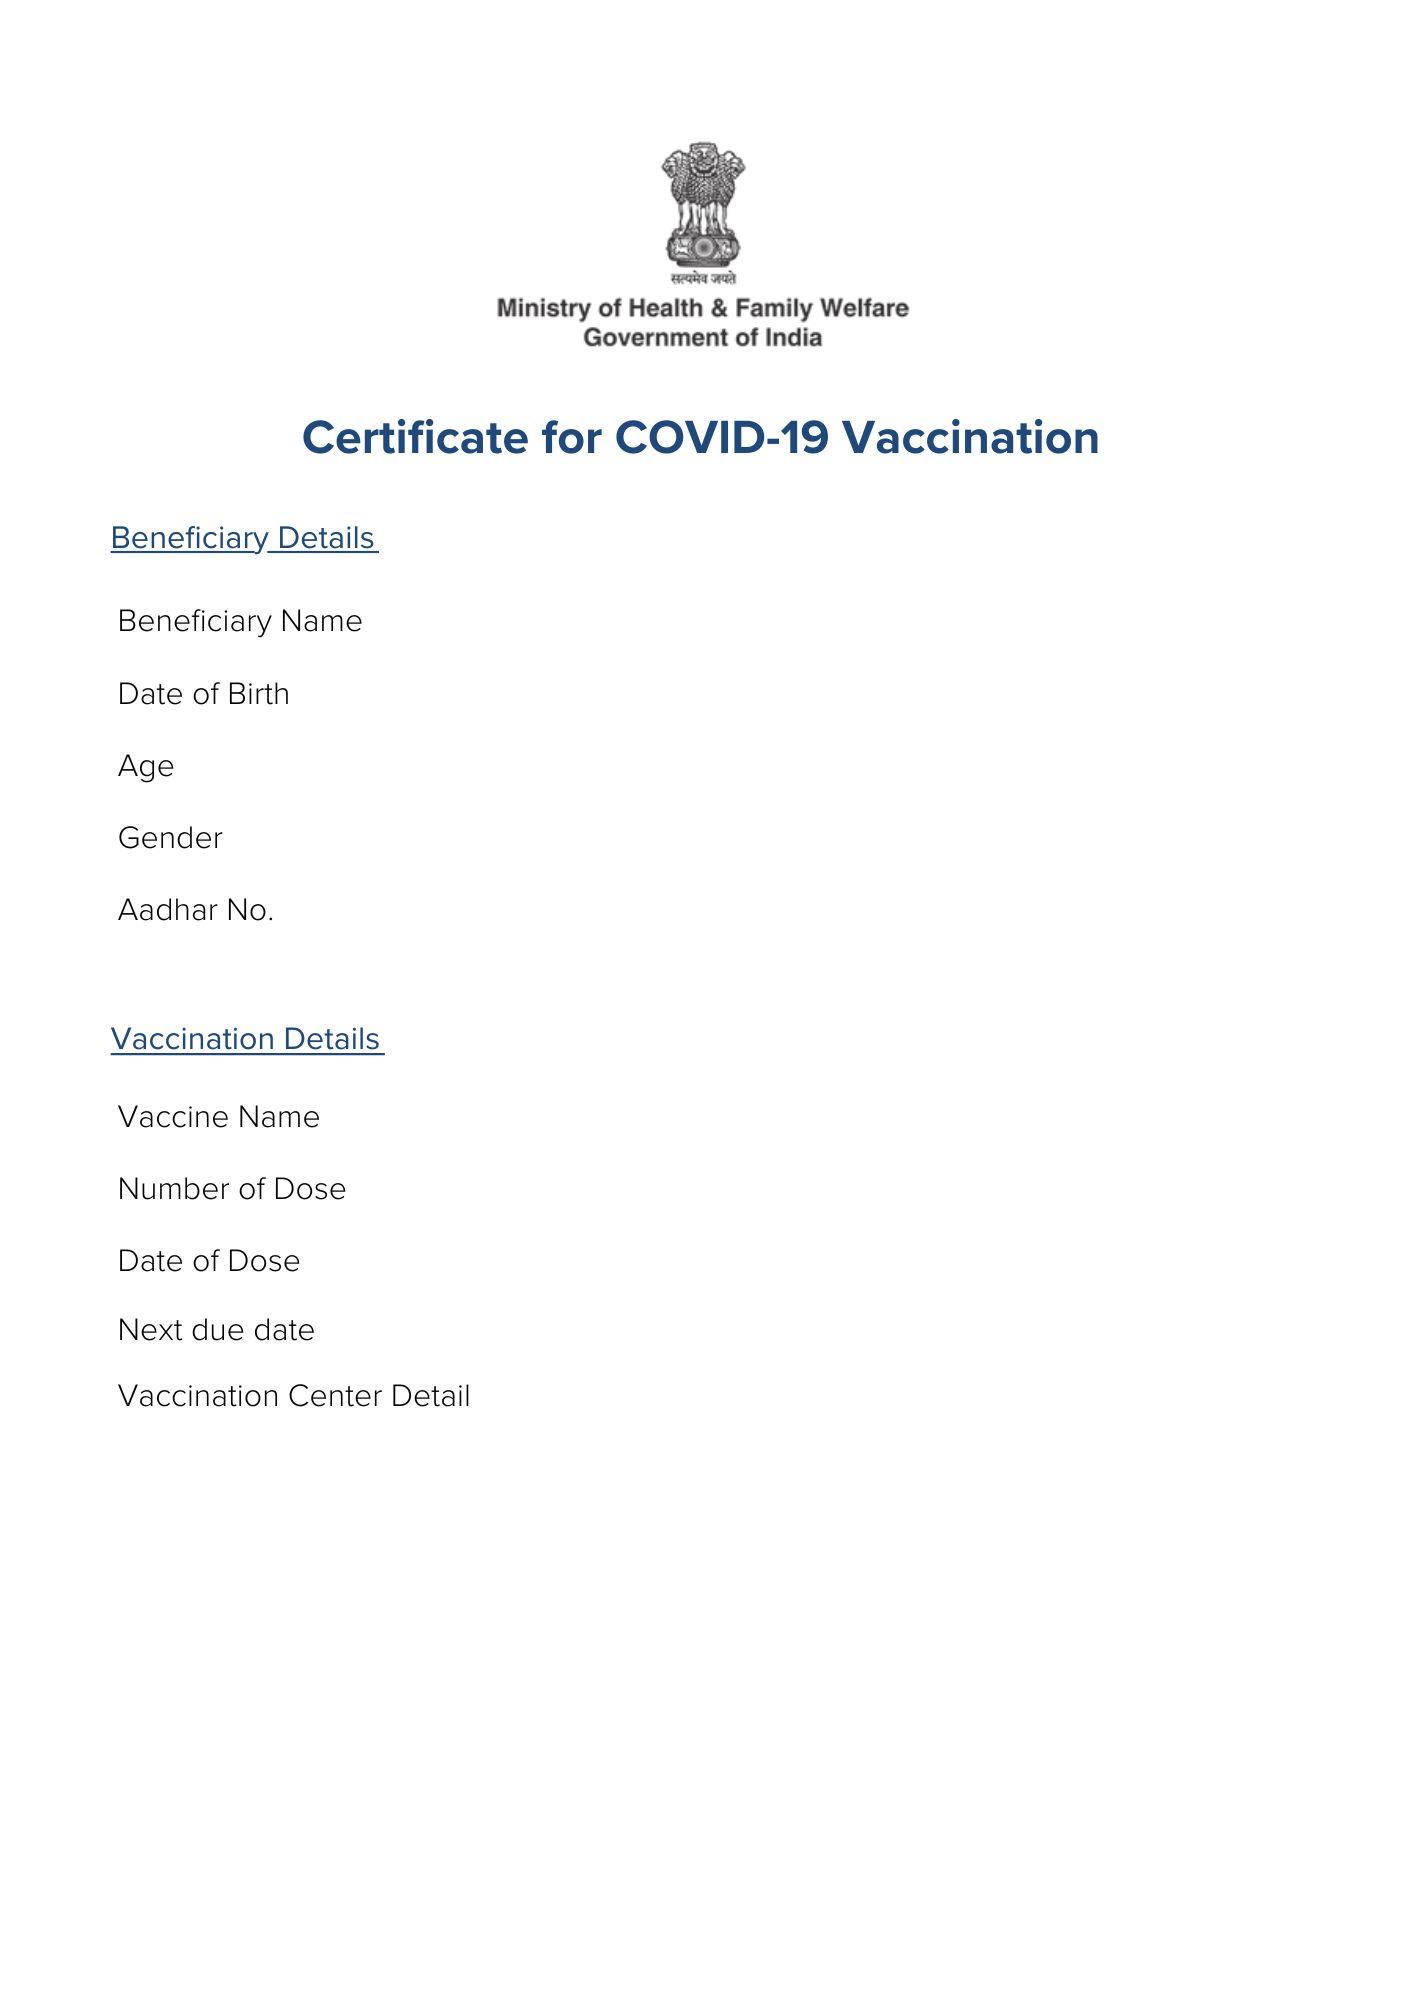 सत्यमेव जयते
Ministry of Health & Family Welfare
Government of India
Certificate for COVID-19 Vaccination
Beneficiary Details
Beneficiary Name
Date of Birth
Age
Gender
Aadhar No.
Vaccination Details
Vaccine Name
Number of Dose
Date of Dose
Next due date
Vaccination Center Detail